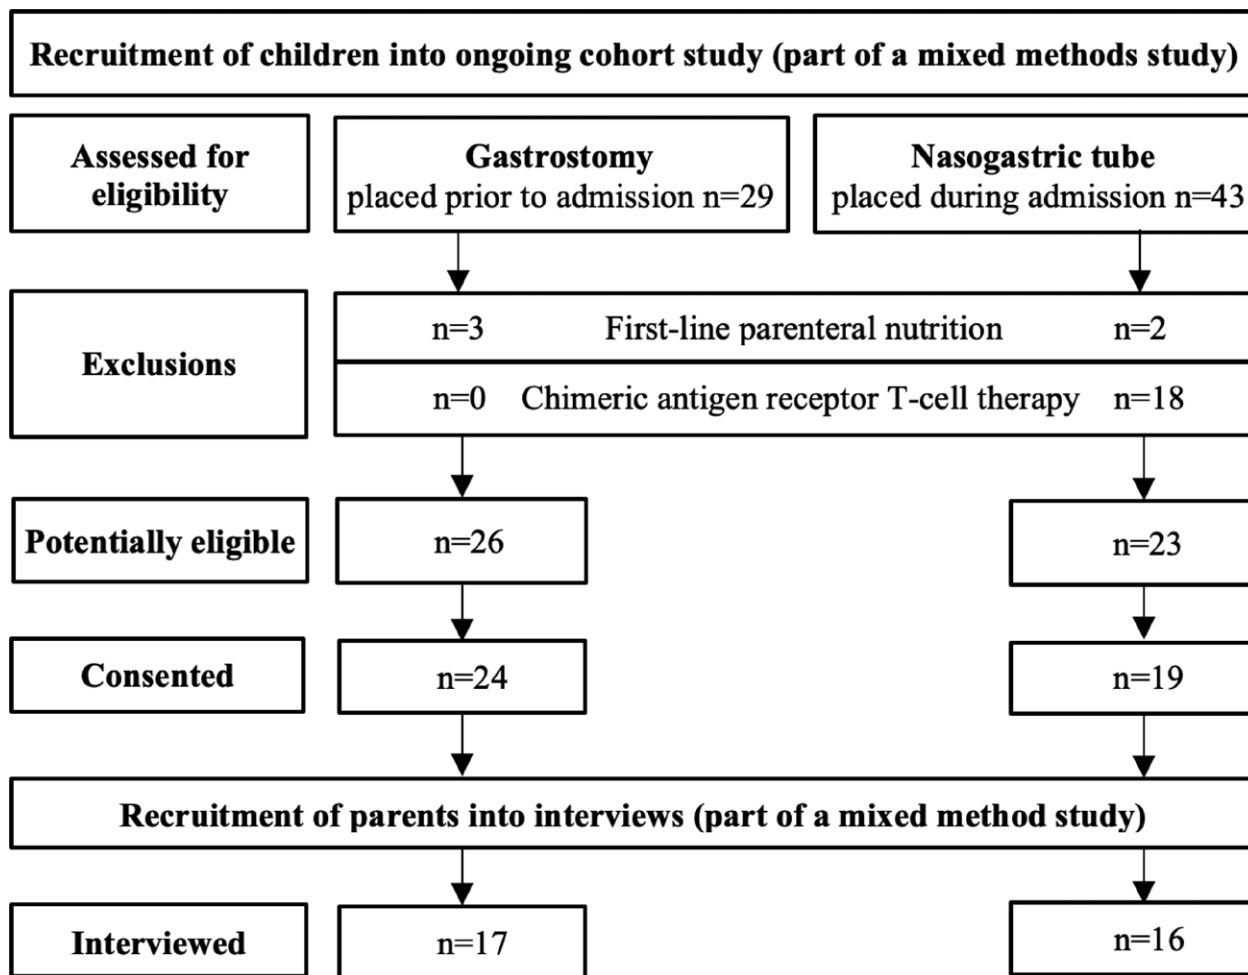 Recruitment of children into ongoing cohort study (part of a mixed methods study)
Assessed for
eligibility
Gastrostomy
placed prior to admission n=29
Nasogastric tube
placed during admission n=43
Exclusions
n=3 First-line parenteral nutrition n=2
n=0 Chimeric antigen receptor T-cell therapy n=18
Potentially eligible
n=26
n=23
Consented
n=24
n=19
Recruitment of parents into interviews (part of a mixed method study)
Interviewed
n=17
n=16